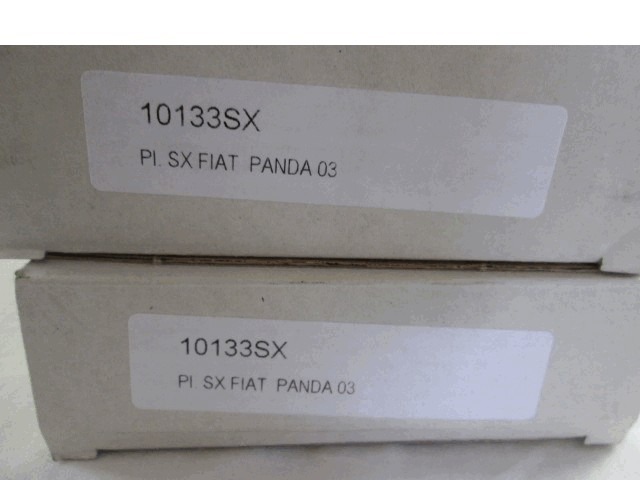 10133SX
PI. SX FIAT PANDA 03
10133SX
PI SX FIAT PANDA 03